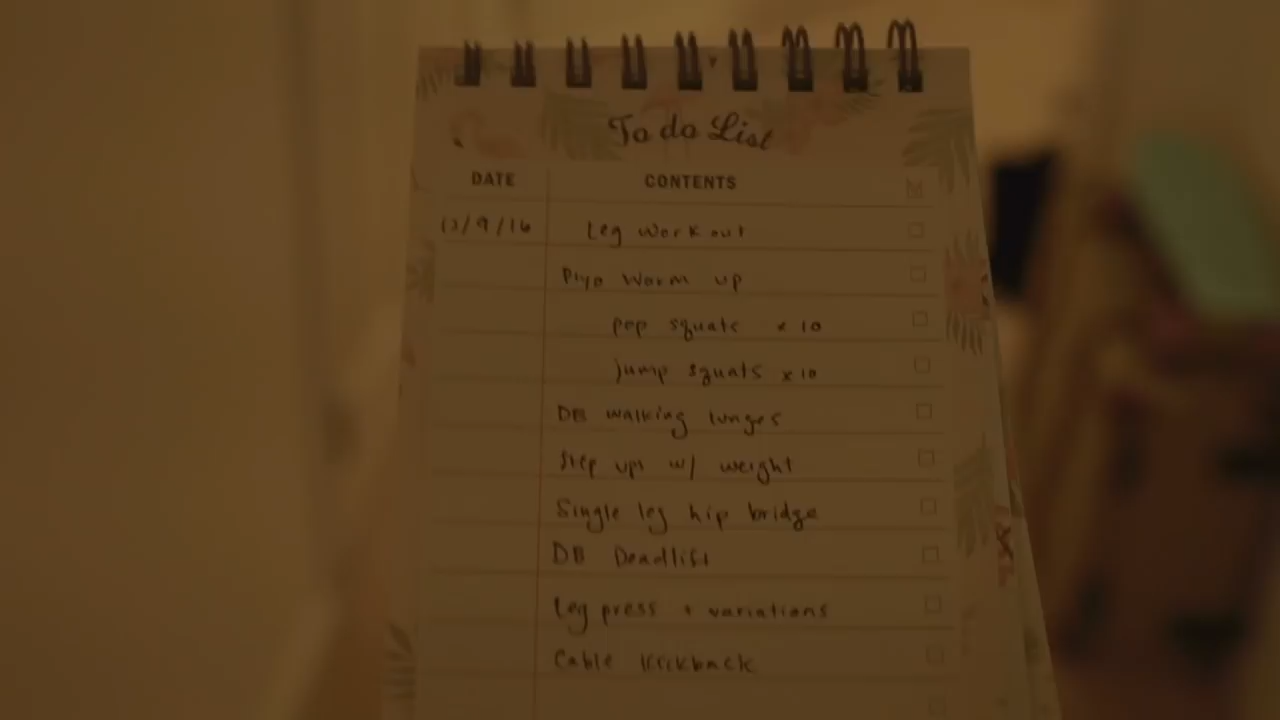 To do List
DATE CONTENTS
12/9/16 Leg workout
Piyo warm up
pop squats x 10
jump squats x 10
DB walking lunges
Step ups w/ weight
Single leg hip bridge
DB Deadlift
Leg press + variations
Cable kickback